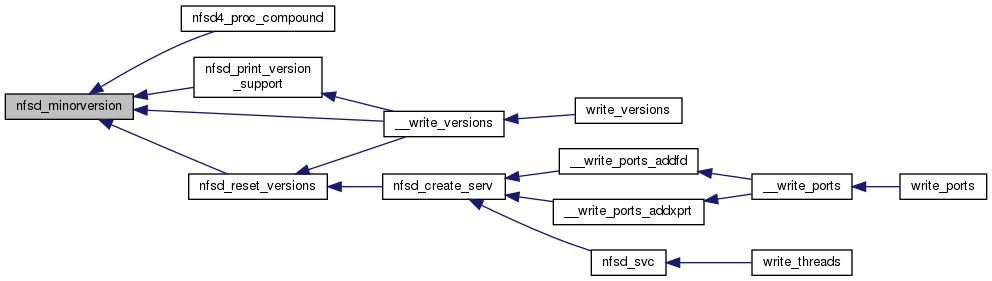 nfsd4_proc_compound
nfsd_print_version
_support
nfsd_minorversion
__write_versions
write_versions
nfsd_reset_versions
nfsd_create_serv
__write_ports_addfd
__write_ports
write_ports
__write_ports_addxprt
nfsd_svc
write_threads